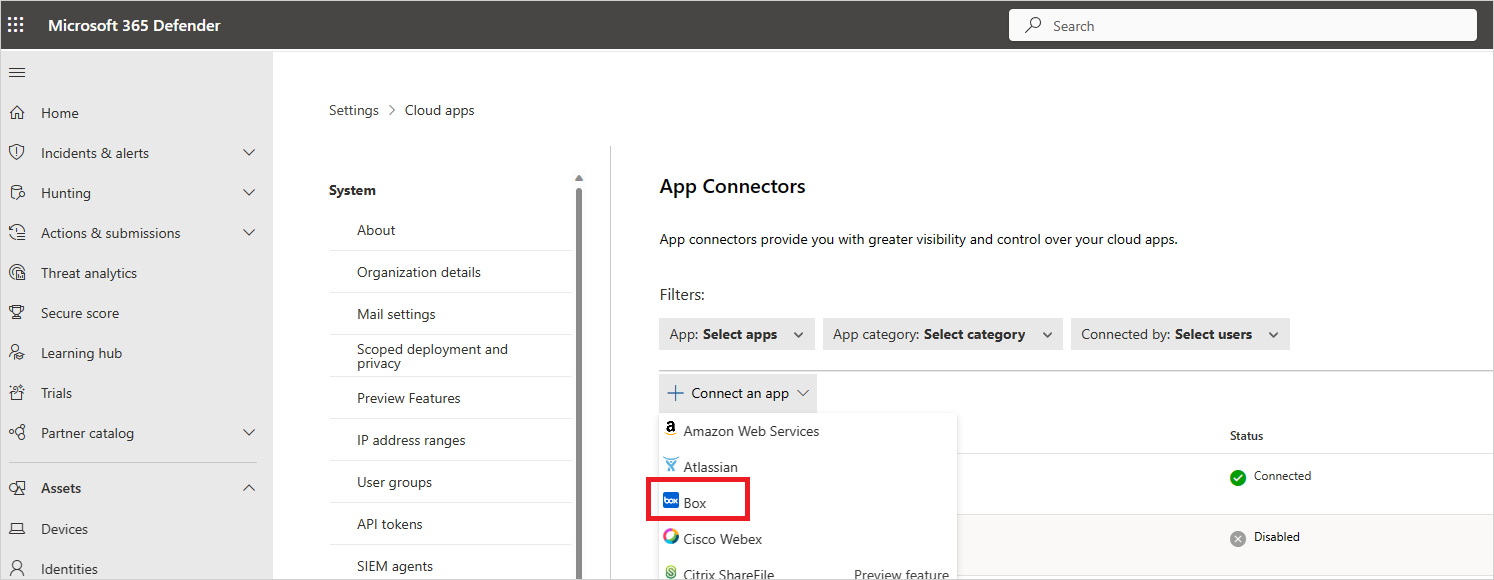 Microsoft 365 Defender
Search
Home
Incidents & alerts
Hunting
Actions & submissions
Threat analytics
Secure score
Learning hub
Trials
Partner catalog
Assets
Devices
Identities
Settings > Cloud apps
System
About
Organization details
Mail settings
Scoped deployment and
privacy
Preview Features
IP address ranges
User groups
API tokens
SIEM agents
App Connectors
App connectors provide you with greater visibility and control over your cloud apps.
Filters:
App: Select apps
App category: Select category
Connected by: Select users
Connect an app
Amazon Web Services
Atlassian
box Box
Cisco Webex
Citrix ShareFile Preview feature
Status
Connected
Disabled